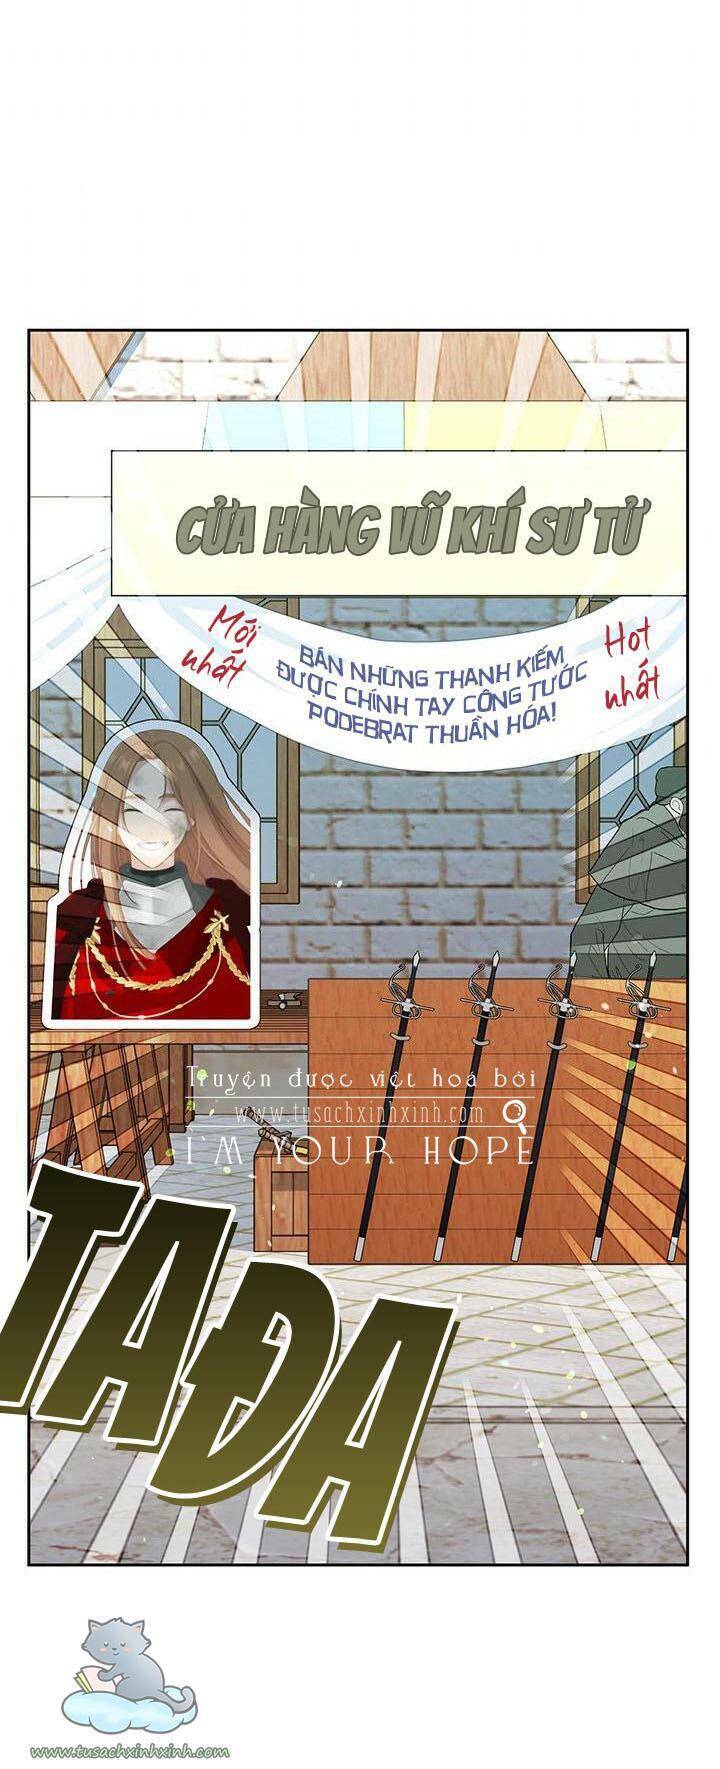 CỬA HÀNG VŨ KHÍ SƯ TỬ
Mới
nhất
BÁN NHỮNG THANH KIẾM
ĐƯỢC CHÍNH TAY CÔNG TƯỚC
PODEBRAT THUẦN HÓA!
Hot
nhất
Truyện được việt hoá bởi
www.tusachxinhxinh.com
I'M YOUR HOPE
TAĐA
www.tusachxinhxinh.com